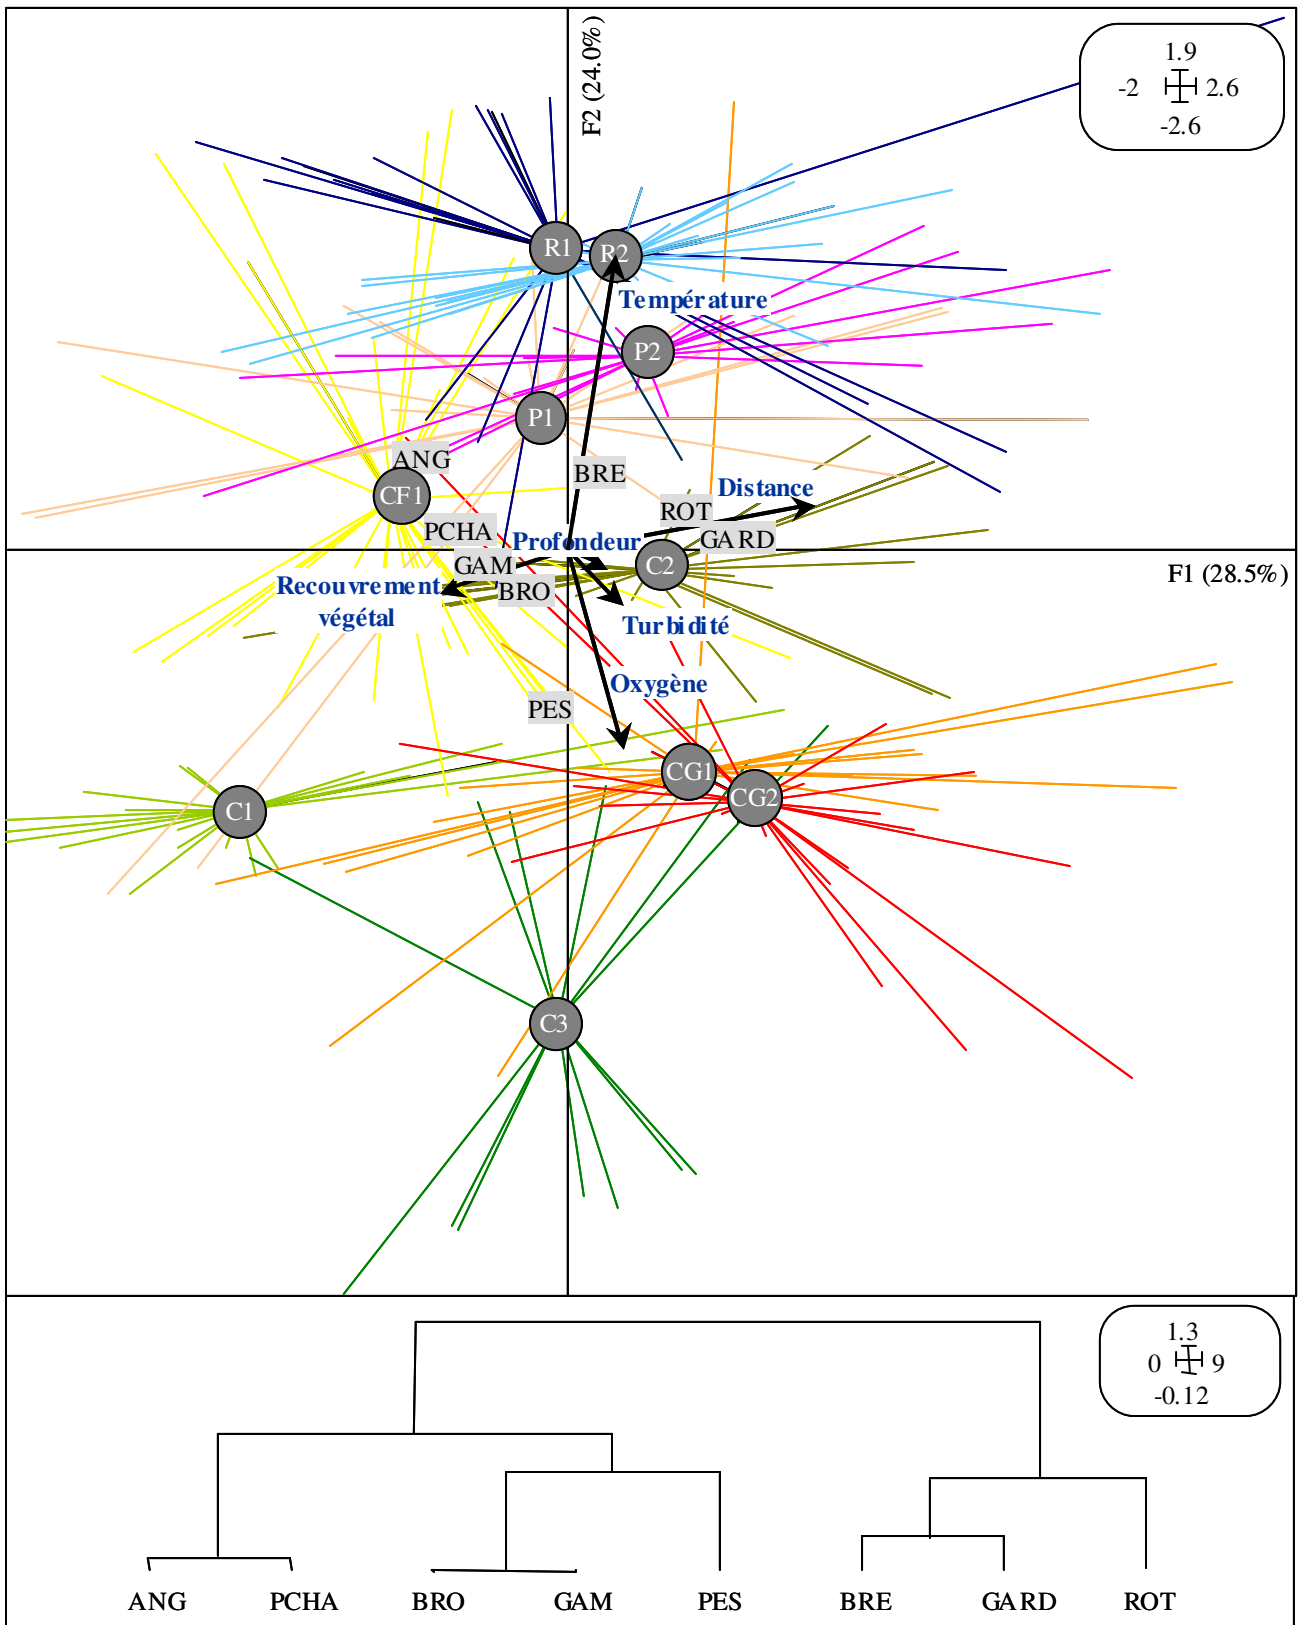 F2 (24.0%)
1.9
-2 2.6
-2.6
R1
R2
Température
P2
P1
ANG
CF1
BRE
Distance
ROT
PCHA
GARD
Profondeur
GAM
C2
F1 (28.5%)
Recouvrement
BRO
végétal
Turbidité
Oxygène
PES
CG1
CG2
C1
C3
1.3
0 9
-0.12
ANG PCHA BRO GAM PES BRE GARD ROT